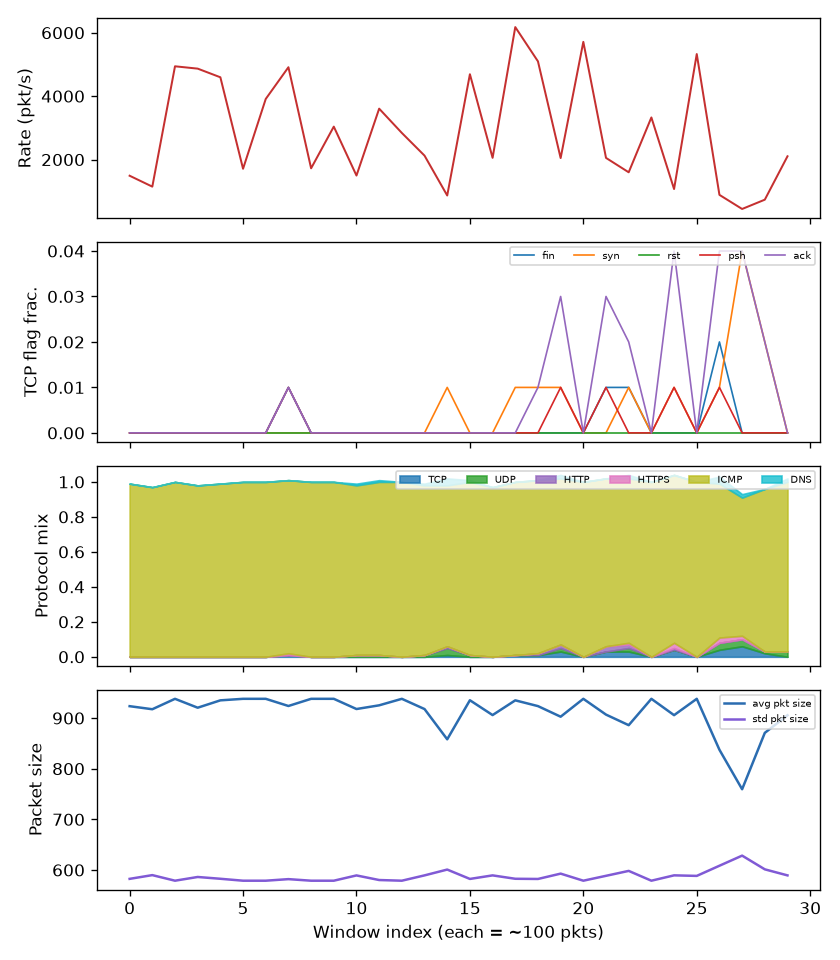 6000
4000
2000
Rate (pkt/s)
fin syn rst psh ack
0.04
0.03
0.02
0.01
0.00
TCP flag frac.
TCP UDP HTTP HTTPS ICMP DNS
1.0
0.8
0.6
0.4
0.2
0.0
Protocol mix
avg pkt size
std pkt size
900
800
700
600
Packet size
0 5 10 15 20 25 30
Window index (each = ~100 pkts)